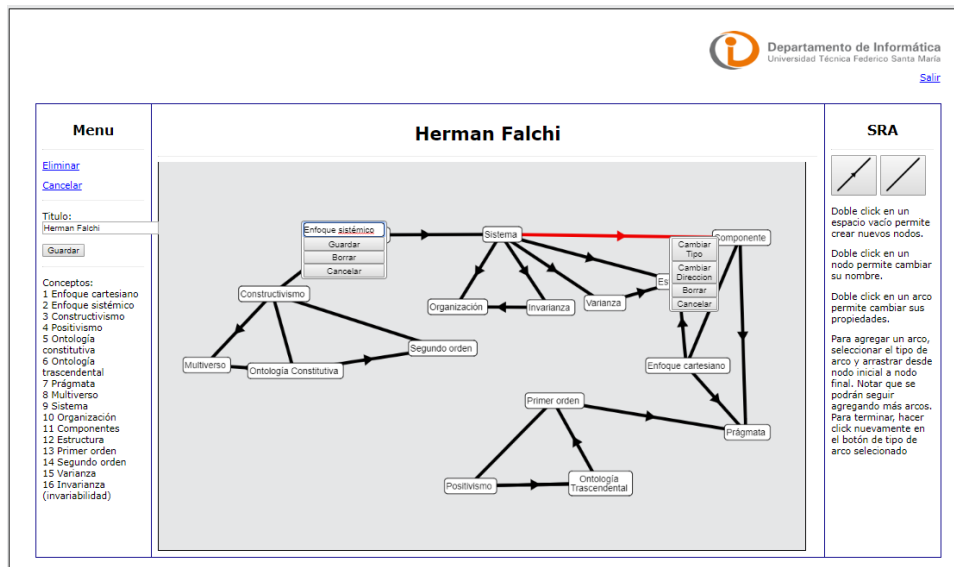 Departamento de Informática
Universidad Técnica Federico Santa María
Salir
Menu
Eliminar
Cancelar
Titulo:
Herman Falchi
Guardar
Conceptos:
1 Enfoque cartesiano
2 Enfoque sistémico
3 Constructivismo
4 Positivismo
5 Ontología
constitutiva
6 Ontología
trascendental
7 Prágmata
8 Multiverso
9 Sistema
10 Organización
11 Componentes
12 Estructura
13 Primer orden
14 Segundo orden
15 Varianza
16 Invarianza
(invariabilidad)
Herman Falchi
Enfoque sistémico
Guardar
Borrar
Cancelar
Sistema
Componente
Cambiar
Tipo
Cambiar
Direccion
Borrar
Cancelar
Es
Constructivismo
Organización
Invarianza
Varianza
Segundo orden
Multiverso
Ontología Constitutiva
Enfoque cartesiano
Primer orden
Prágmata
Positivismo
Ontología
Trascendental
SRA
Doble click en un
espacio vacío permite
crear nuevos nodos.
Doble click en un
nodo permite cambiar
su nombre.
Doble click en un arco
permite cambiar sus
propiedades.
Para agregar un arco,
seleccionar el tipo de
arco y arrastrar desde
nodo inicial a nodo
final. Notar que se
podrán seguir
agregando más arcos.
Para terminar, hacer
click nuevamente en
el botón de tipo de
arco selecionado